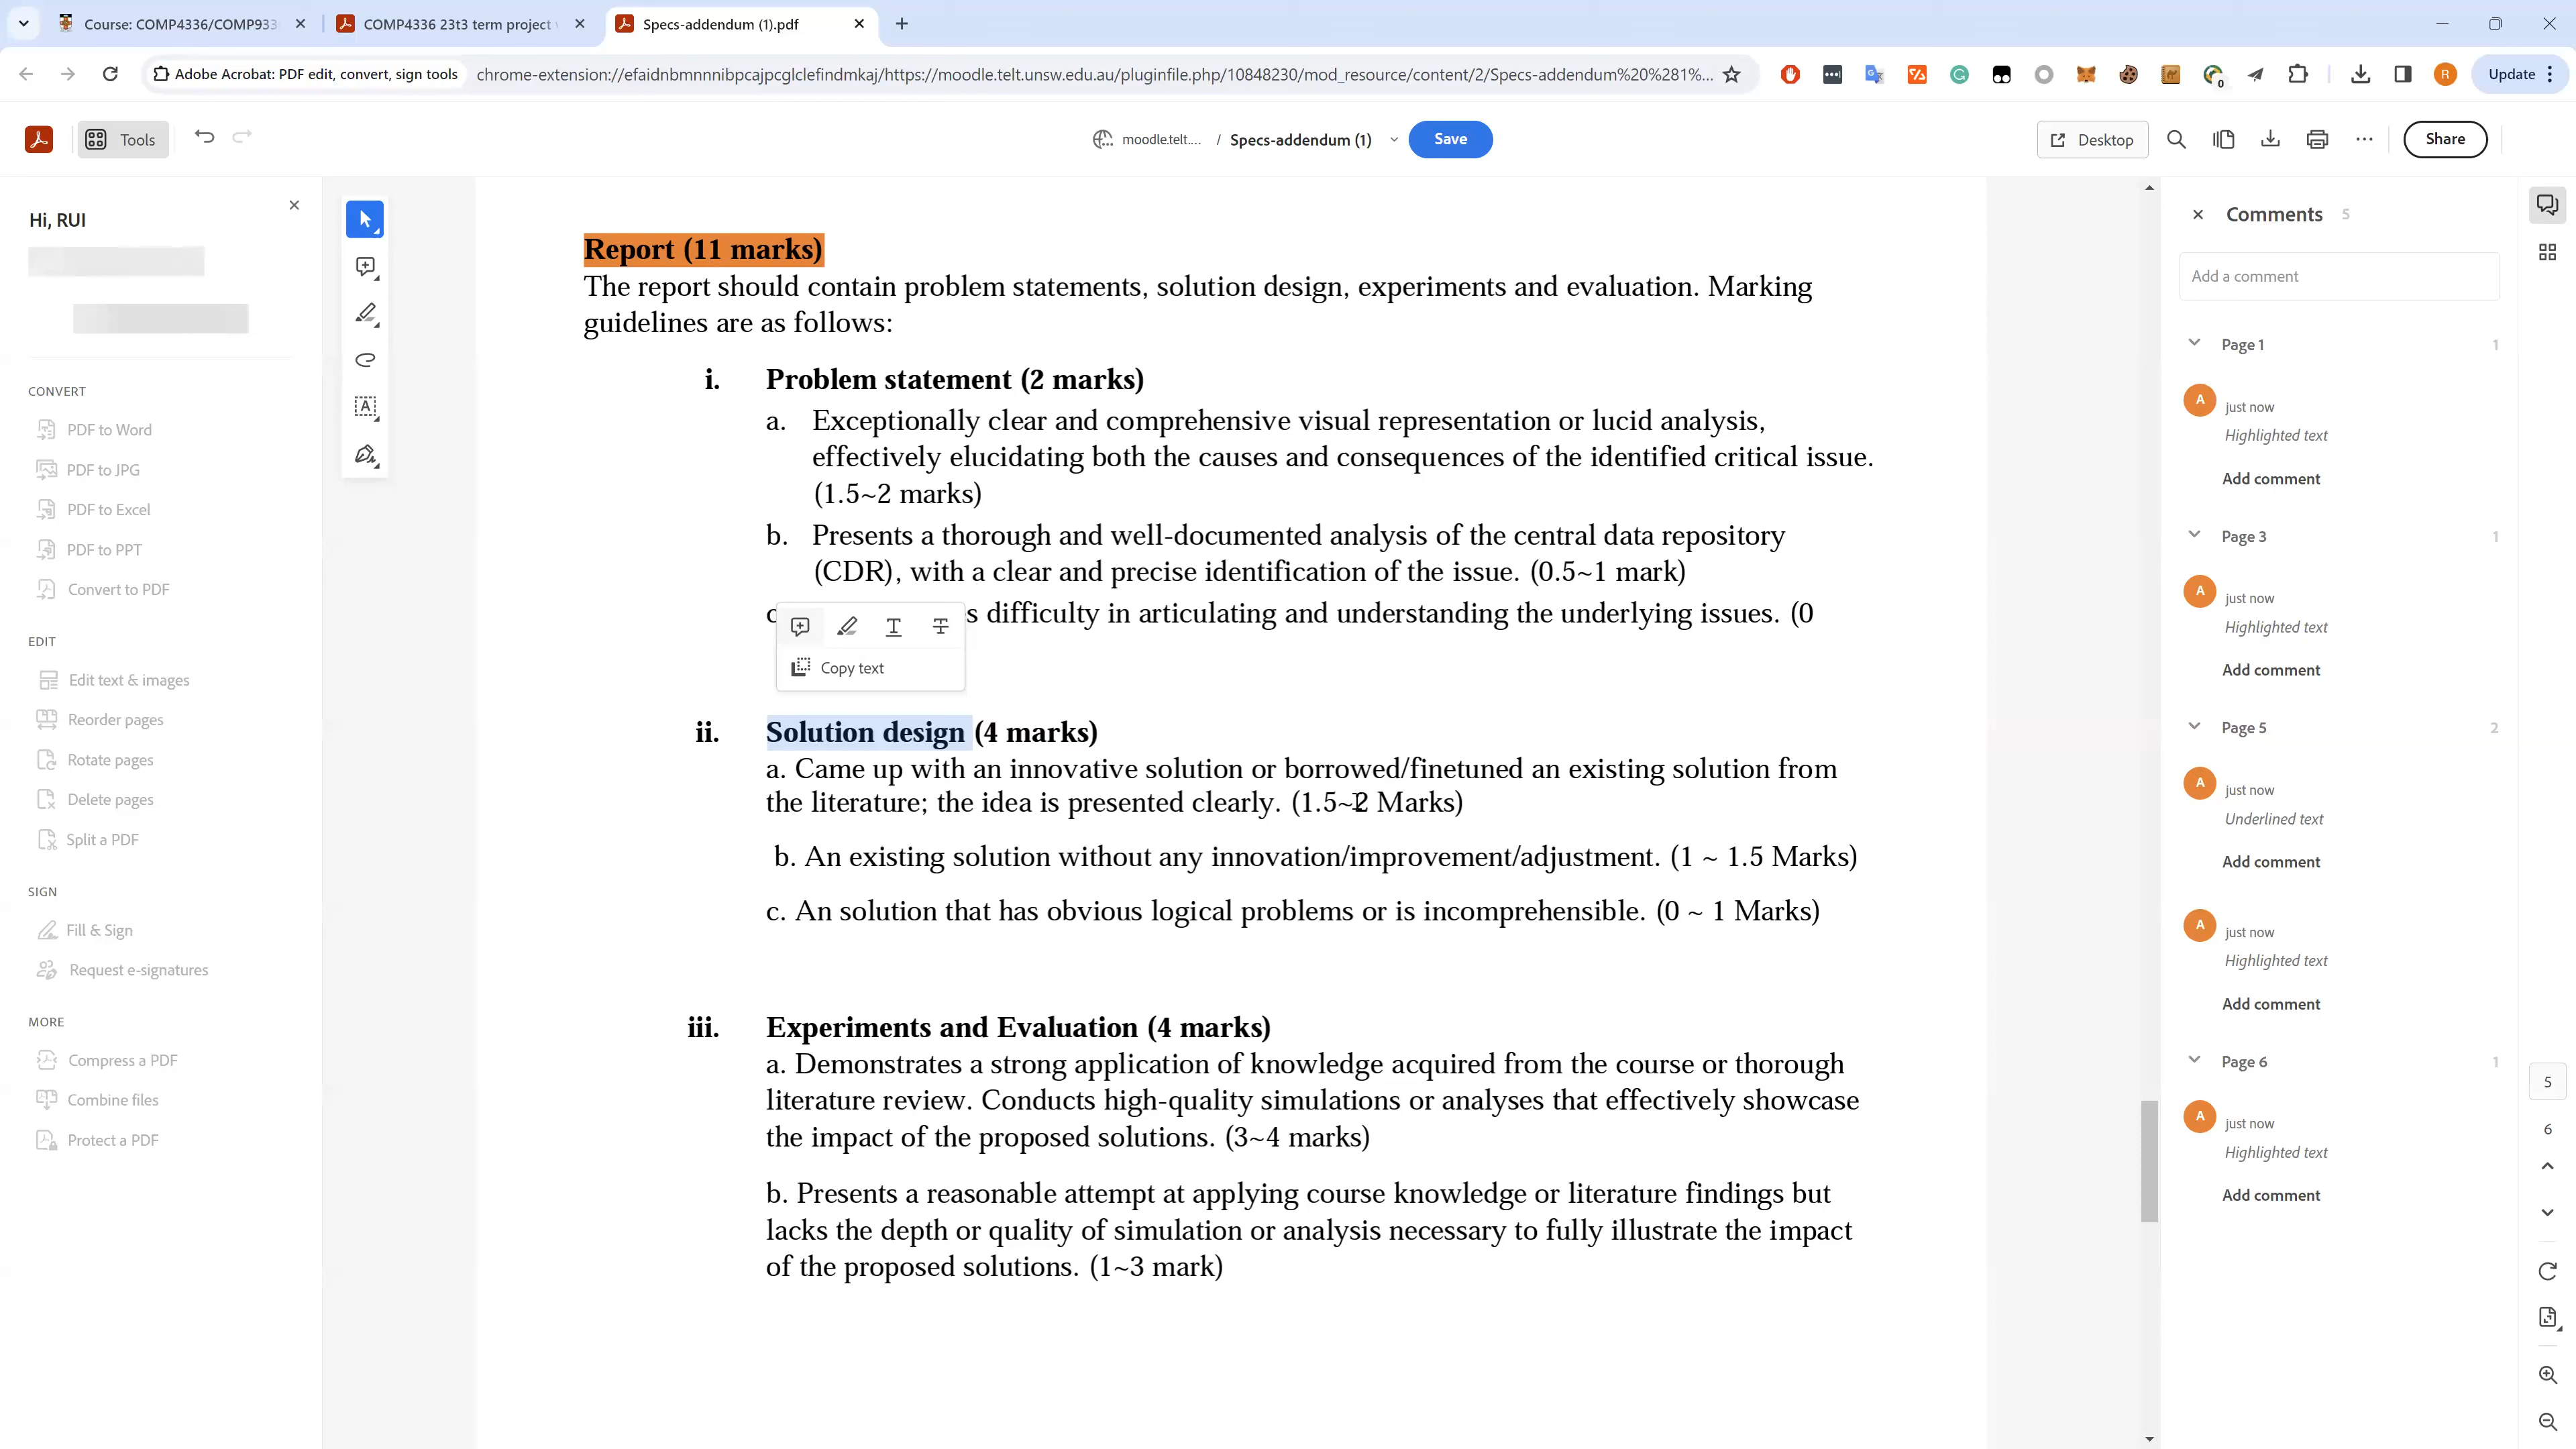 Course: COMP4336/COMP933
COMP4336 23t3 term project
Specs-addendum (1).pdf
Adobe Acrobat: PDF edit, convert, sign tools
chrome-extension://efaidnbmnnnibpcajpcglclefindmkaj/https://moodle.telt.unsw.edu.au/pluginfile.php/10848230/mod_resource/content/2/Specs-addendum%20%281%...
0
R
Update
Tools
moodle.telt....
/ Specs-addendum (1)
Save
Desktop
Share
Hi, RUI
CONVERT
PDF to Word
PDF to JPG
PDF to Excel
PDF to PPT
Convert to PDF
EDIT
Edit text & images
Reorder pages
Rotate pages
Delete pages
Split a PDF
SIGN
Fill & Sign
Request e-signatures
MORE
Compress a PDF
Combine files
Protect a PDF
Report (11 marks)
The report should contain problem statements, solution design, experiments and evaluation. Marking
guidelines are as follows:
i. Problem statement (2 marks)
a. Exceptionally clear and comprehensive visual representation or lucid analysis,
effectively elucidating both the causes and consequences of the identified critical issue.
(1.5~2 marks)
b. Presents a thorough and well-documented analysis of the central data repository
(CDR), with a clear and precise identification of the issue. (0.5~1 mark)
s difficulty in articulating and understanding the underlying issues. (0
Copy text
ii. Solution design (4 marks)
a. Came up with an innovative solution or borrowed/finetuned an existing solution from
the literature; the idea is presented clearly. (1.5~2 Marks)
b. An existing solution without any innovation/improvement/adjustment. (1 ~ 1.5 Marks)
c. An solution that has obvious logical problems or is incomprehensible. (0 ~ 1 Marks)
iii. Experiments and Evaluation (4 marks)
a. Demonstrates a strong application of knowledge acquired from the course or thorough
literature review. Conducts high-quality simulations or analyses that effectively showcase
the impact of the proposed solutions. (3~4 marks)
b. Presents a reasonable attempt at applying course knowledge or literature findings but
lacks the depth or quality of simulation or analysis necessary to fully illustrate the impact
of the proposed solutions. (1~3 mark)
Comments 5
Add a comment
Page 1 1
A
just now
Highlighted text
Add comment
Page 3 1
A
just now
Highlighted text
Add comment
Page 5 2
A
just now
Underlined text
Add comment
A
just now
Highlighted text
Add comment
Page 6 1
A
just now
Highlighted text
Add comment
5
6